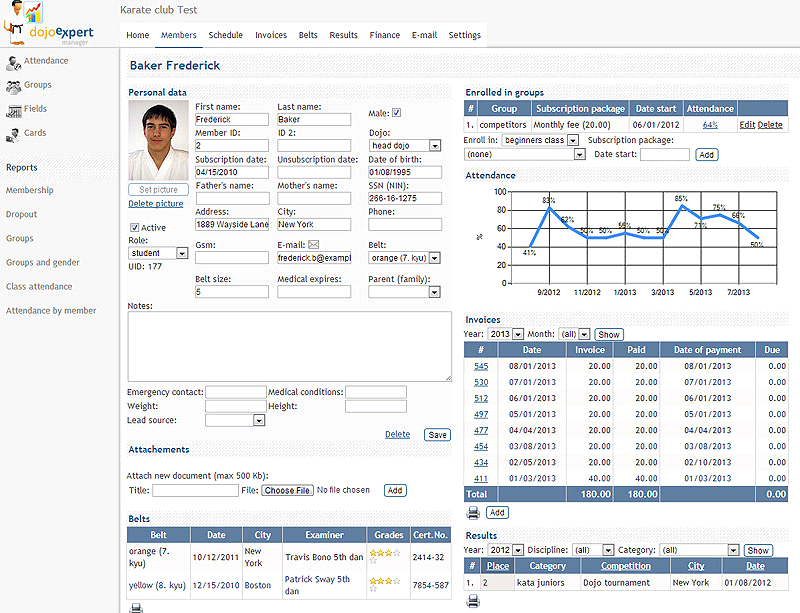 Karate club Test
dojoexpert
manager
Home Members Schedule Invoices Belts Results Finance E-mail Settings
Attendance
Groups
Fields
Cards
Reports
Membership
Dropout
Groups
Groups and gender
Class attendance
Attendance by member
Baker Frederick
Personal data
First name: Last name:
Frederick Baker Male:
Member ID: ID 2: Dojo:
2 head dojo
Subscription date: Unsubscription date: Date of birth:
04/15/2010 01/08/1995
Set picture
Delete picture
Father's name: Mother's name: SSN (NIN):
266-16-1275
Address: City: Phone:
1889 Wayside Lane New York
Active
Role:
student
UID: 177
Gsm: E-mail: Belt:
frederick.b@exampl orange (7. kyu)
Belt size: Medical expires: Parent (family):
5
Notes:
Emergency contact: Medical conditions:
Weight: Height:
Lead source:
Delete Save
Attachements
Attach new document (max 500 Kb):
Title: File: Choose File No file chosen Add
Belts
Belt Date City Examiner Grades Cert.No.
orange (7. kyu) 10/12/2011 New York Travis Bono 5th dan 2414-32
yellow (8. kyu) 12/15/2010 Boston Patrick Sway 5th dan 7854-587
Enrolled in groups
# Group Subscription package Date start Attendance
1. competitors Monthly fee (20.00) 06/01/2012 64% Edit Delete
Enroll in: beginners class Subscription package:
(none) Date start: Add
Attendance
100
80
60
40
20
0
%
41% 83% 62% 50% 50% 55% 50% 50% 85% 71% 75% 66% 50%
9/2012 11/2012 1/2013 3/2013 5/2013 7/2013
Invoices
Year: 2013 Month: (all) Show
# Date Invoice Paid Date of payment Due
545 08/01/2013 20.00 20.00 08/01/2013 0.00
530 07/01/2013 20.00 20.00 07/01/2013 0.00
512 06/01/2013 20.00 20.00 06/01/2013 0.00
497 05/01/2013 20.00 20.00 05/01/2013 0.00
477 04/04/2013 20.00 20.00 04/04/2013 0.00
454 03/08/2013 20.00 20.00 03/08/2013 0.00
434 02/05/2013 20.00 20.00 02/10/2013 0.00
411 01/03/2013 40.00 40.00 01/03/2013 0.00
Total 180.00 180.00 0.00
Add
Results
Year: 2012 Discipline: (all) Category: (all) Show
# Place Category Competition City Date
1. 2 kata juniors Dojo tournament New York 01/08/2012